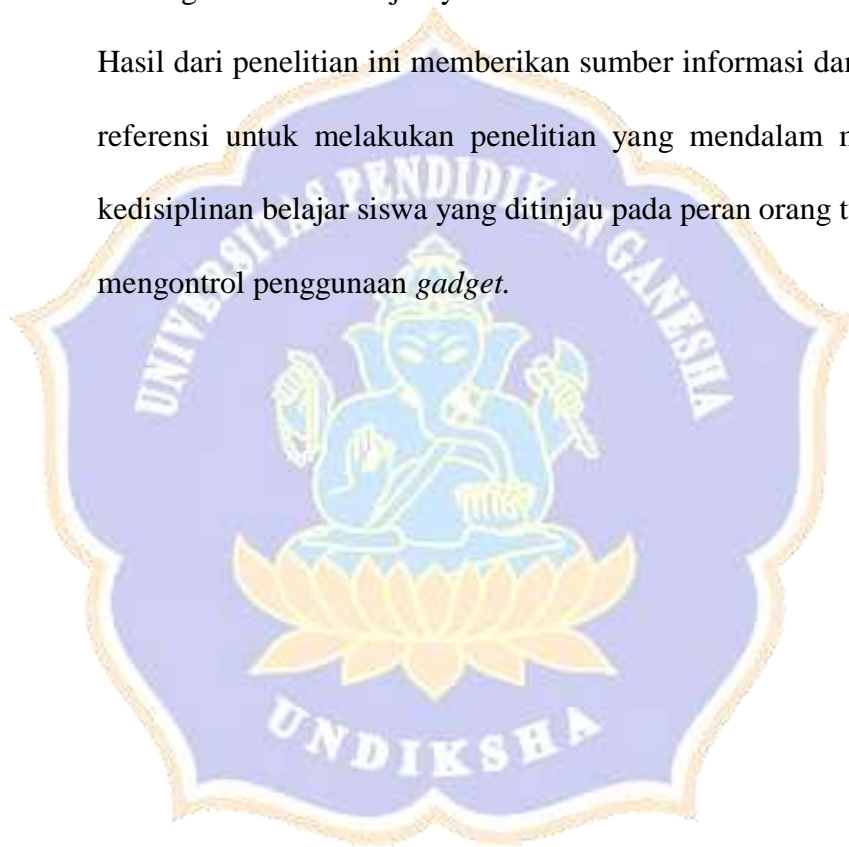 Hasil dari penelitian ini memberikan sumber informasi dan
referensi untuk melakukan penelitian yang mendalam
kedisiplinan belajar siswa yang ditinjau pada peran orang
mengontrol penggunaan gadget.
UNIVERSITAS PENDIDIKAN GANESHA
UNDIKSHA